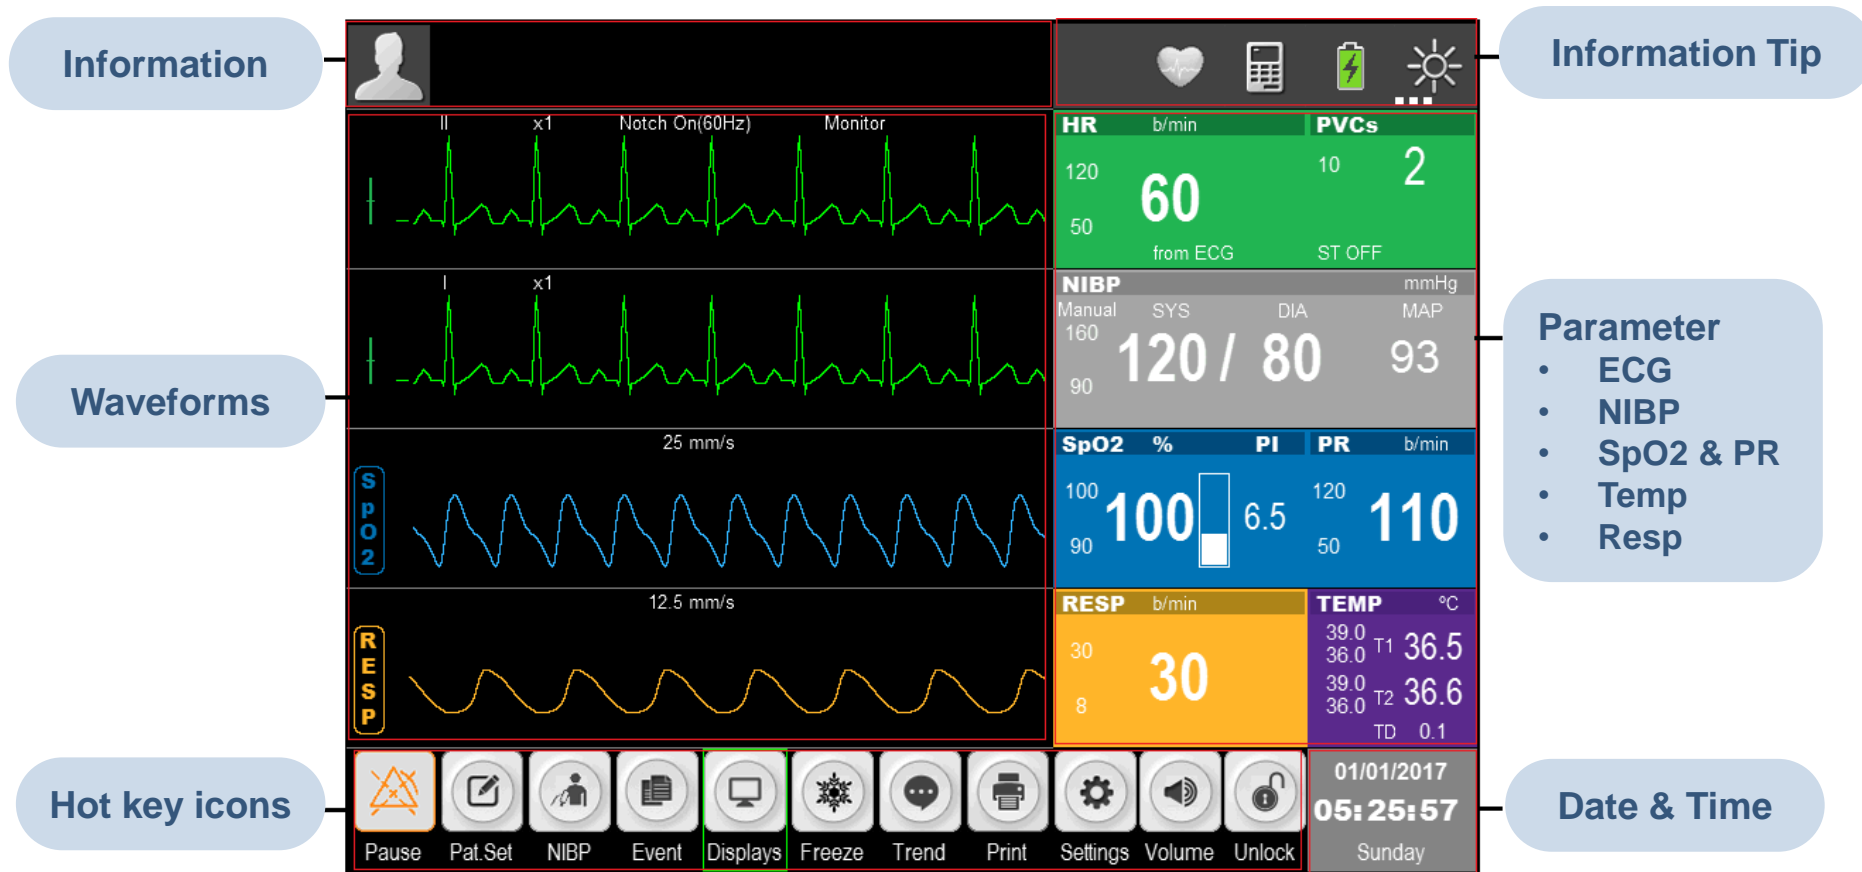 Information
Information Tip
II x1 Notch On(60Hz) Monitor
HR b/min PVCs
120
60
50
from ECG
10
2
ST OFF
I x1
NIBP mmHg
Manual SYS DIA MAP
160
90
120 / 80 93
Waveforms
Parameter
• ECG
• NIBP
• SpO2 & PR
• Temp
• Resp
25 mm/s
SpO2
SpO2 % PI PR b/min
100
90
100
6.5
120
50
110
12.5 mm/s
RESP
RESP b/min
30
8
30
TEMP °C
39.0
36.0
T1 36.5
39.0
36.0
T2 36.6
TD 0.1
Hot key icons
Pause Pat.Set NIBP Event Displays Freeze Trend Print Settings Volume Unlock
01/01/2017
05:25:57
Sunday
Date & Time